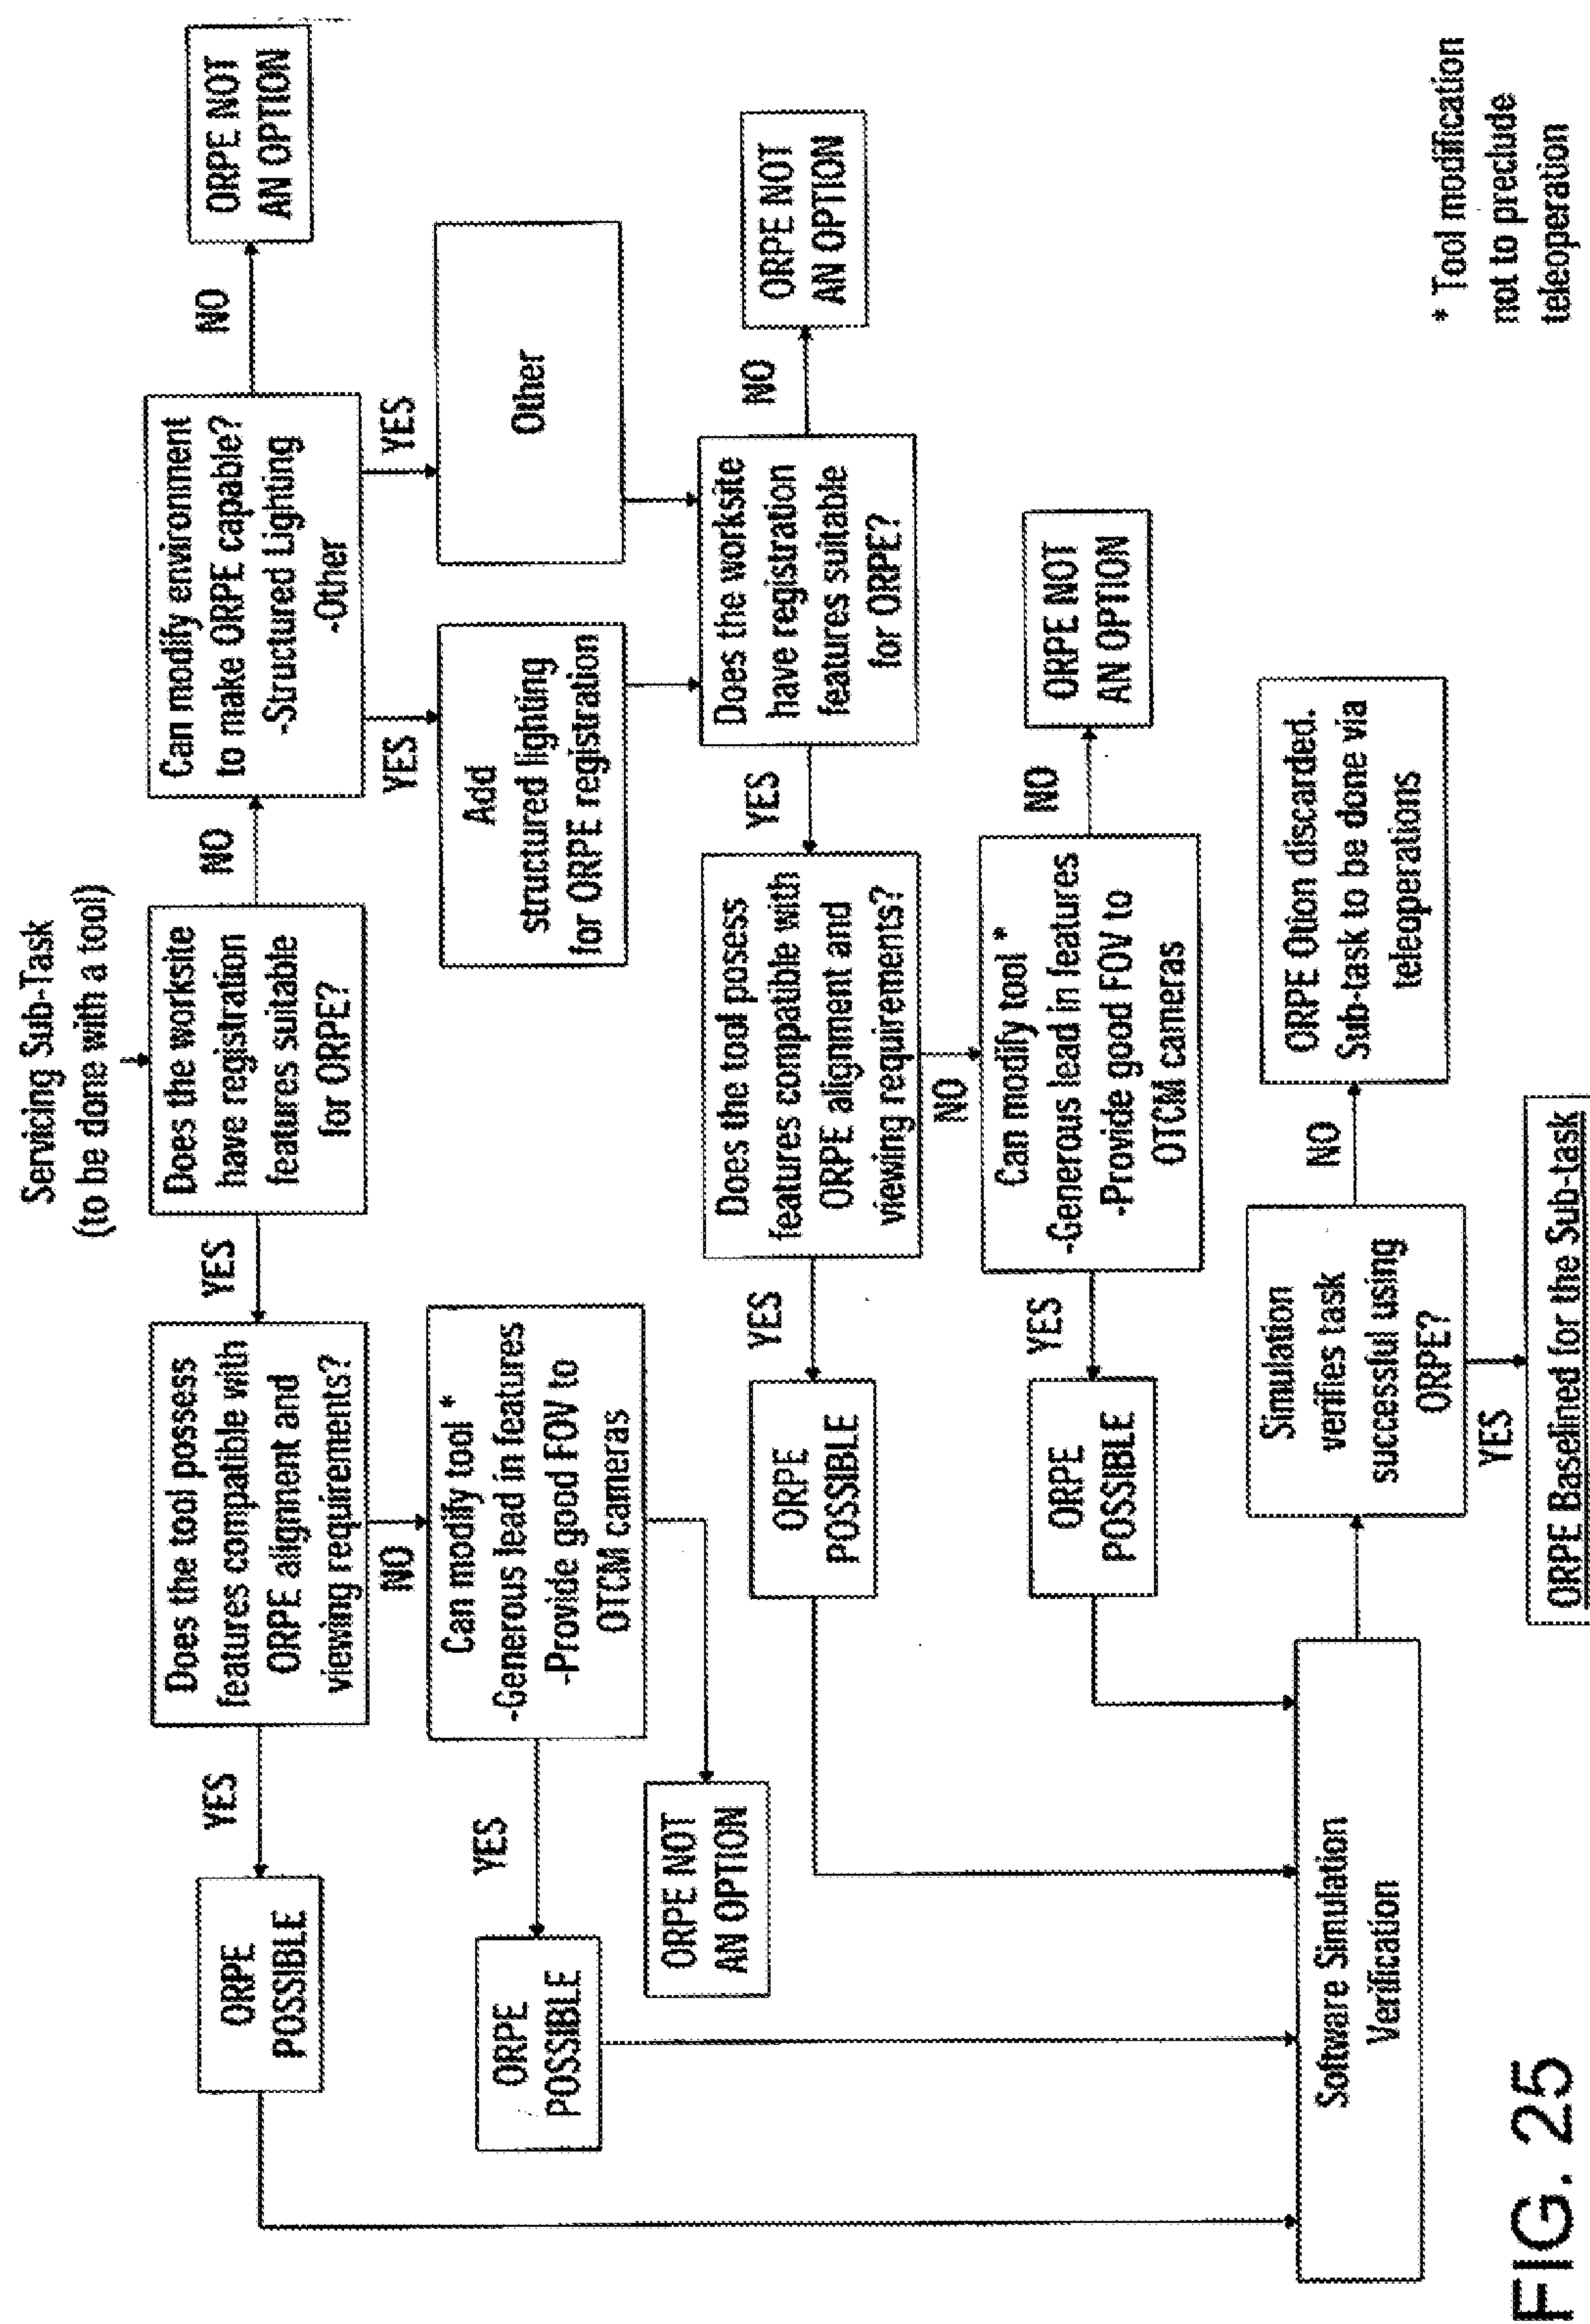 Servicing Sub-Task
(to be done with a tool)
Does the worksite
have registration
features suitable
for ORPE?
NO
Can modify environment
to make ORPE capable?
-Structured Lighting
-Other
NO
ORPE NOT
AN OPTION
YES
Does the tool possess
features compatible with
ORPE alignment and
viewing requirements?
YES
ORPE
POSSIBLE
NO
Can modify tool *
-Generous lead in features
-Provide good FOV to
OTCM cameras
YES
ORPE
POSSIBLE
ORPE NOT
AN OPTION
YES
Add
structured lighting
for ORPE registration
YES
Other
Does the worksite
have registration
features suitable
for ORPE?
NO
ORPE NOT
AN OPTION
YES
Does the tool posess
features compatible with
ORPE alignment and
viewing requirements?
YES
ORPE
POSSIBLE
NO
Can modify tool *
-Generous lead in features
-Provide good FOV to
OTCM cameras
NO
ORPE NOT
AN OPTION
YES
ORPE
POSSIBLE
Software Simulation
Verification
Simulation
verifies task
successful using
ORPE?
NO
ORPE Otion discarded.
Sub-task to be done via
teleoperations
YES
ORPE Baselined for the Sub-task
* Tool modification
not to preclude
teleoperation
FIG. 25